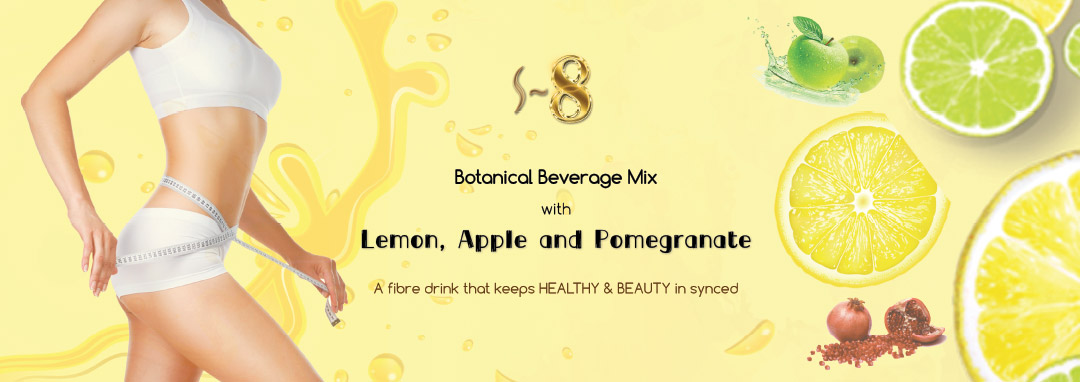 S~8
Botanical Beverage Mix
with
Lemon, Apple and Pomegranate
A fibre drink that keeps HEALTHY & BEAUTY in synced